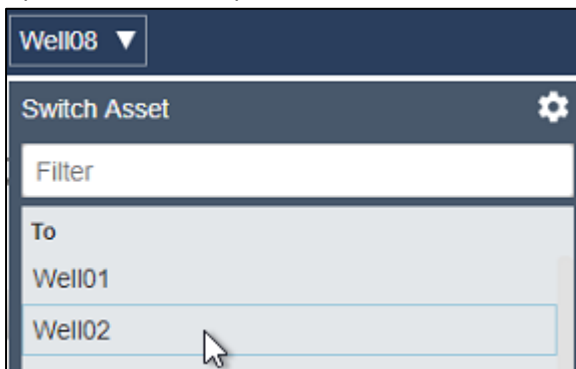 Well08 ▼
Switch Asset
Filter
To
Well01
Well02